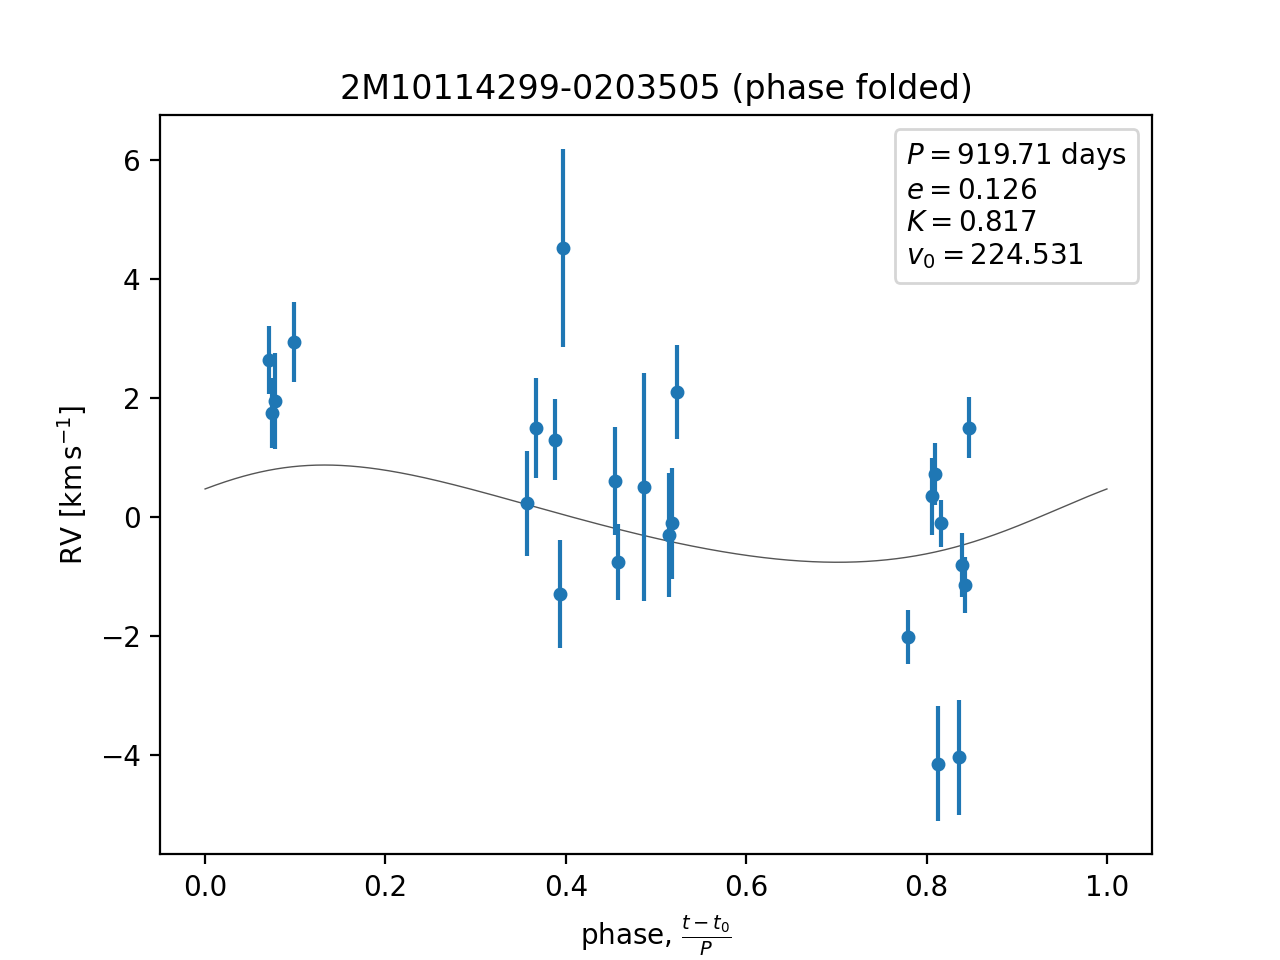 2M10114299-0203505 (phase folded)
P = 919.71 days
e = 0.126
K = 0.817
v₀ = 224.531
6
4
2
0
−2
−4
RV [km s⁻¹]
0.0 0.2 0.4 0.6 0.8 1.0
phase, (t − t₀)/P